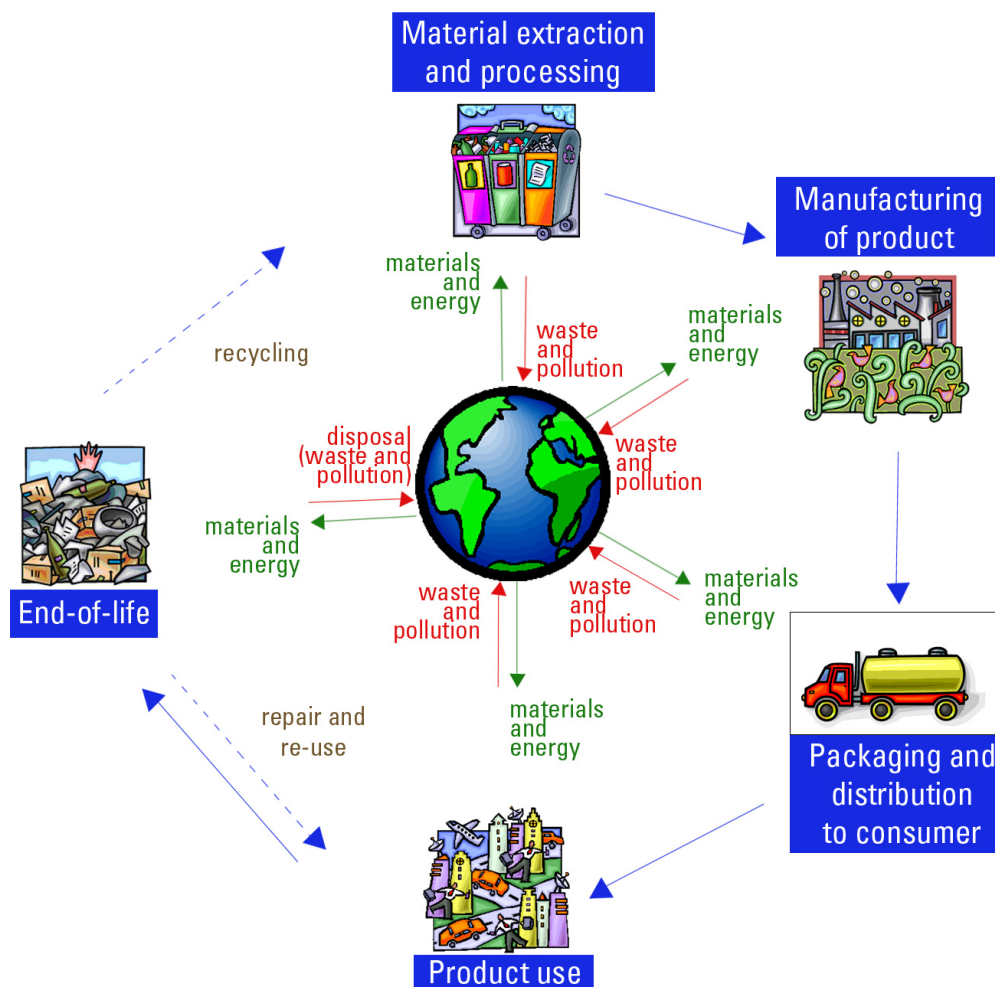 Material extraction
and processing
Manufacturing
of product
materials
and
energy
waste
and
pollution
materials
and
energy
waste
and
pollution
recycling
disposal
(waste and
pollution)
materials
and
energy
End-of-life
waste
and
pollution
waste
and
pollution
materials
and
energy
materials
and
energy
repair and
re-use
Packaging and
distribution
to consumer
Product use